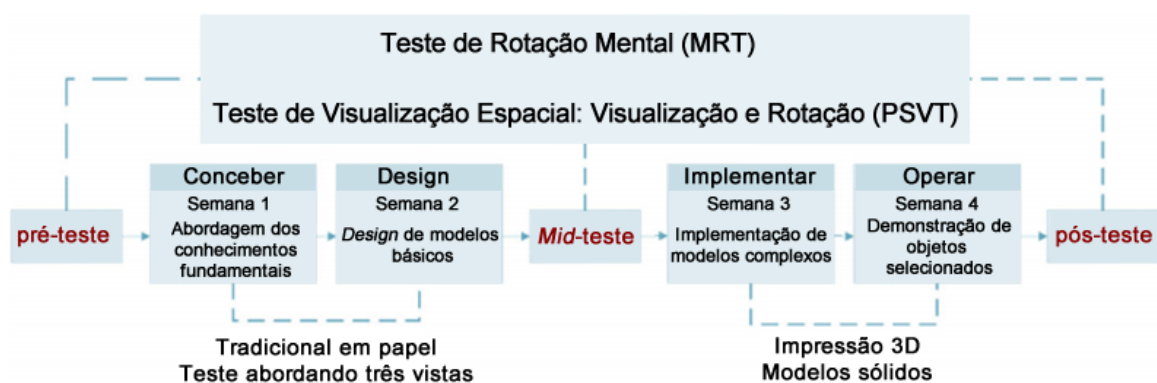 Teste de Rotação Mental (MRT)
Teste de Visualização Espacial: Visualização e Rotação (PSVT)
pré-teste
Conceber
Semana 1
Abordagem dos
conhecimentos
fundamentais
Design
Semana 2
Design de modelos
básicos
Mid-teste
Implementar
Semana 3
Implementação de
modelos complexos
Operar
Semana 4
Demonstração de
objetos
selecionados
pós-teste
Tradicional em papel
Teste abordando três vistas
Impressão 3D
Modelos sólidos